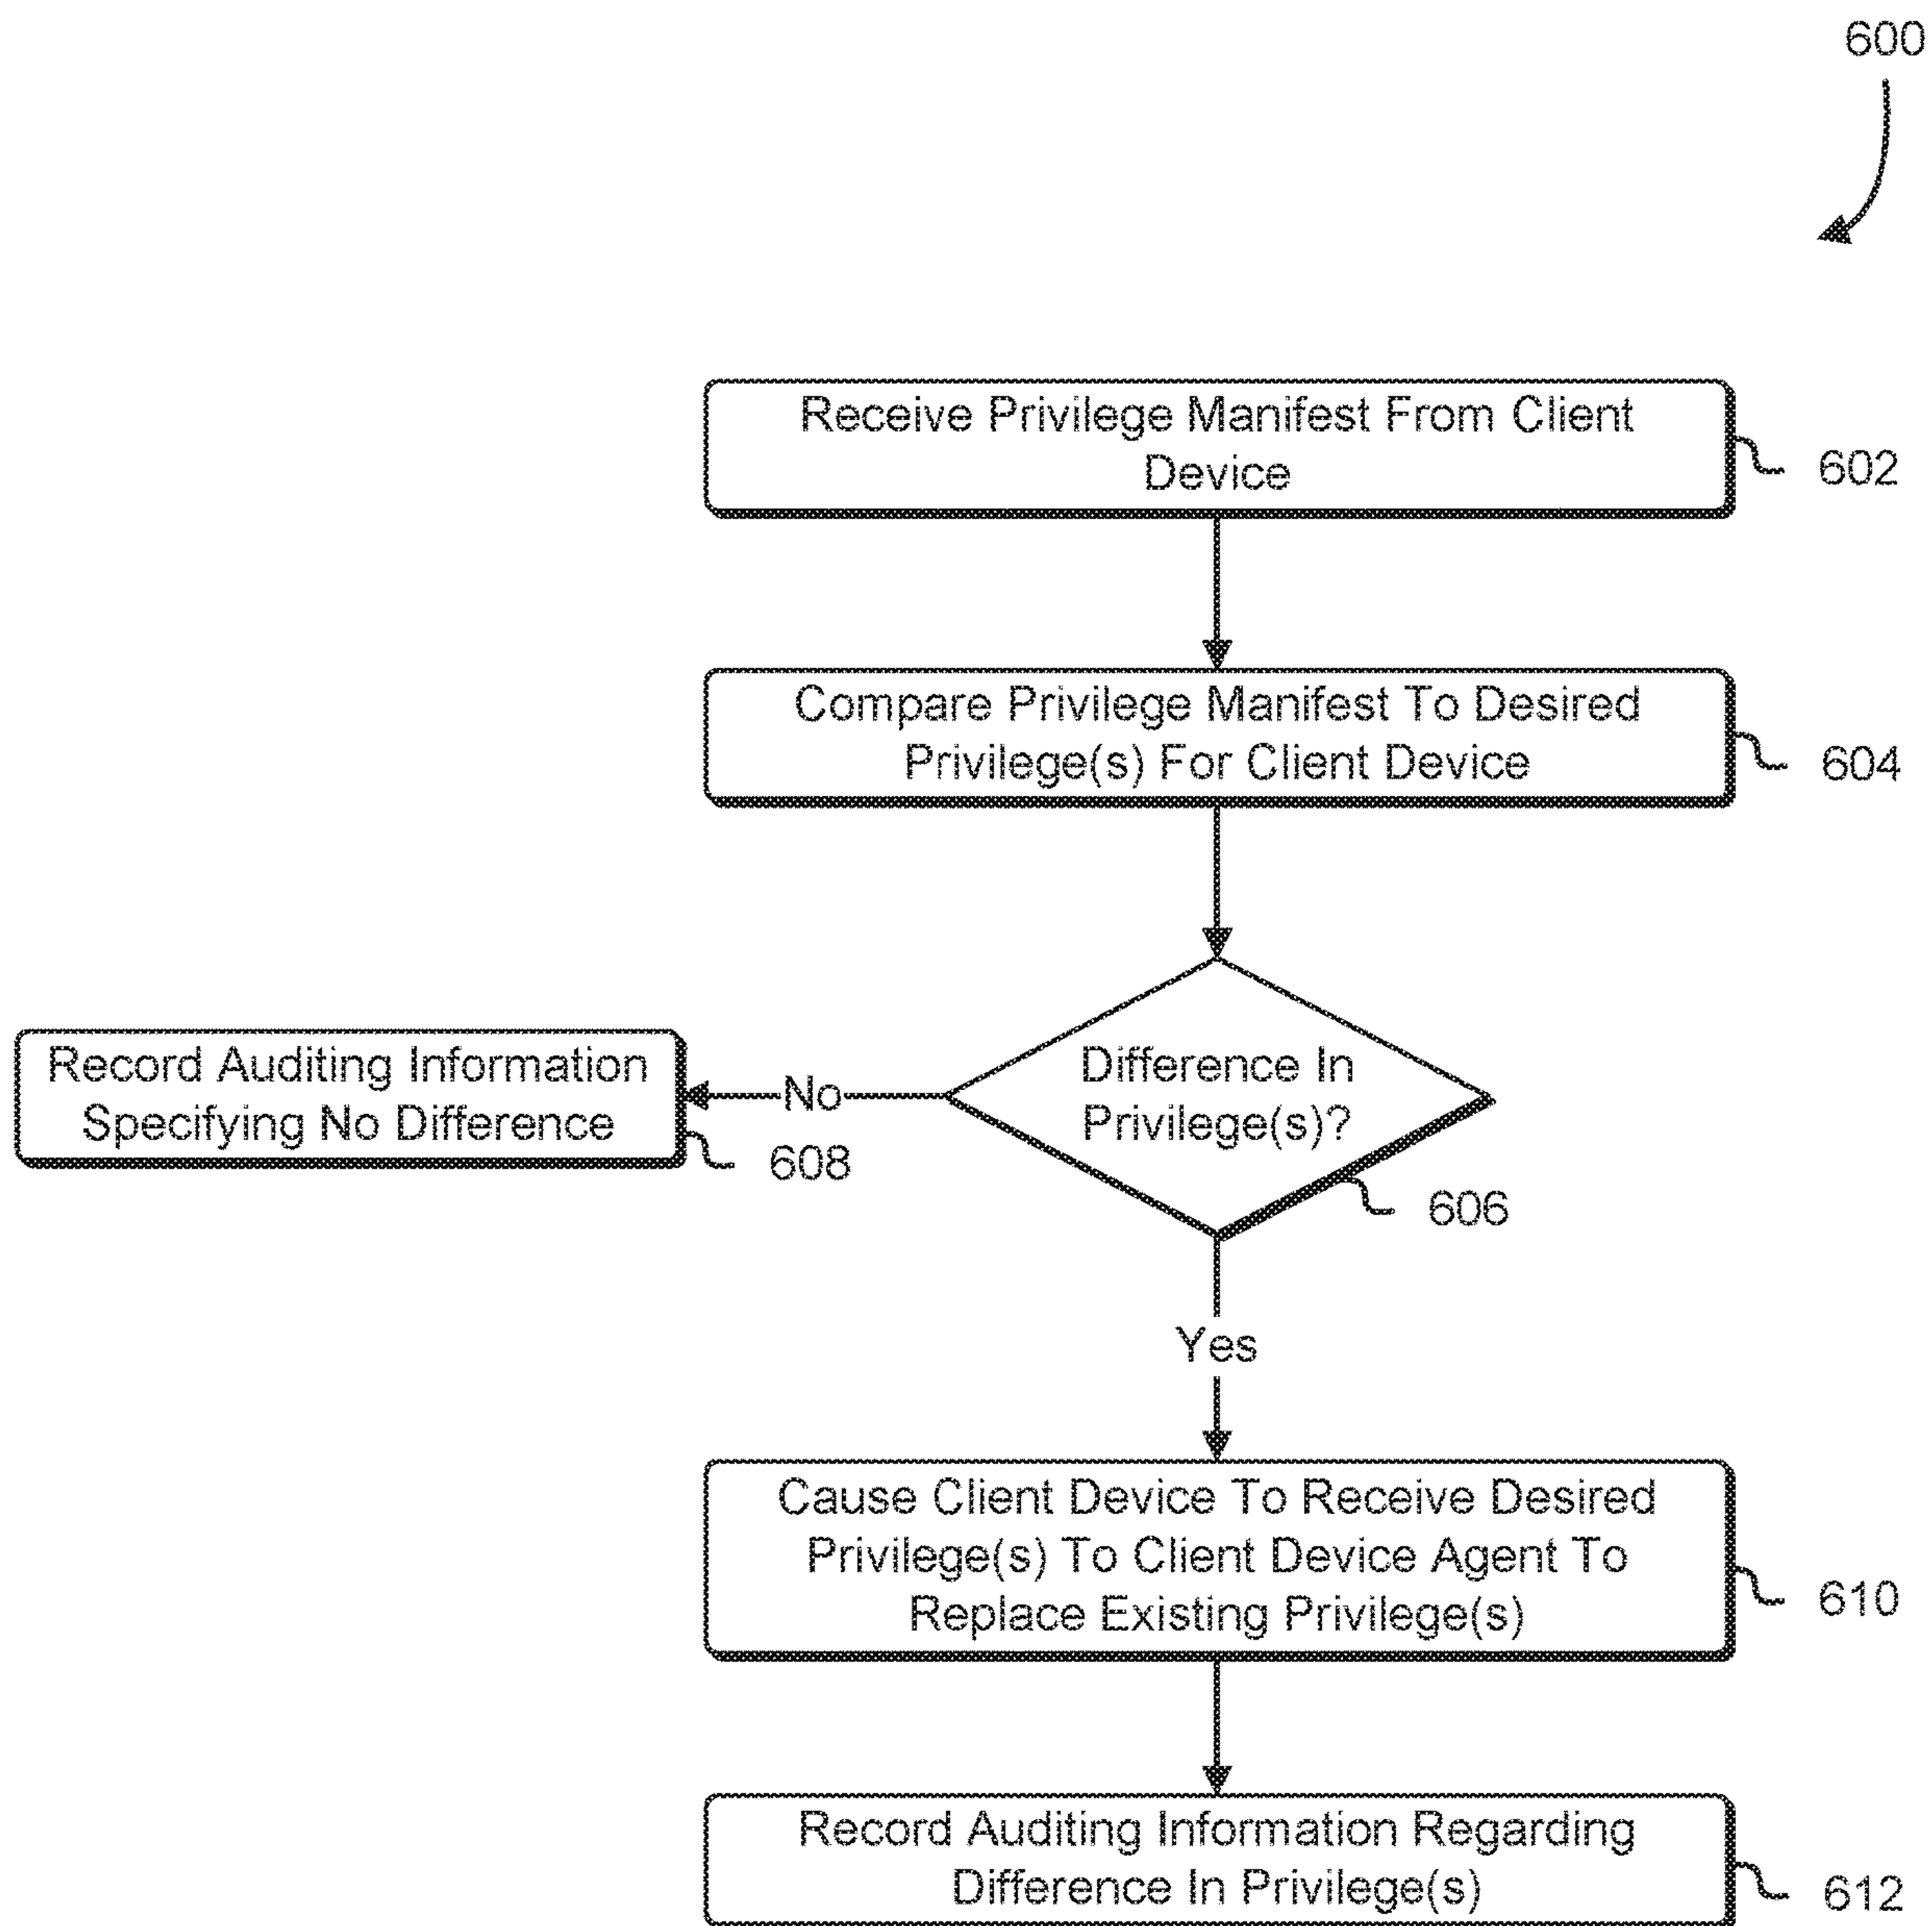 600
Receive Privilege Manifest From Client
Device
602
Compare Privilege Manifest To Desired
Privilege(s) For Client Device
604
Difference In
Privilege(s)?
606
No
Record Auditing Information
Specifying No Difference
608
Yes
Cause Client Device To Receive Desired
Privilege(s) To Client Device Agent To
Replace Existing Privilege(s)
610
Record Auditing Information Regarding
Difference In Privilege(s)
612